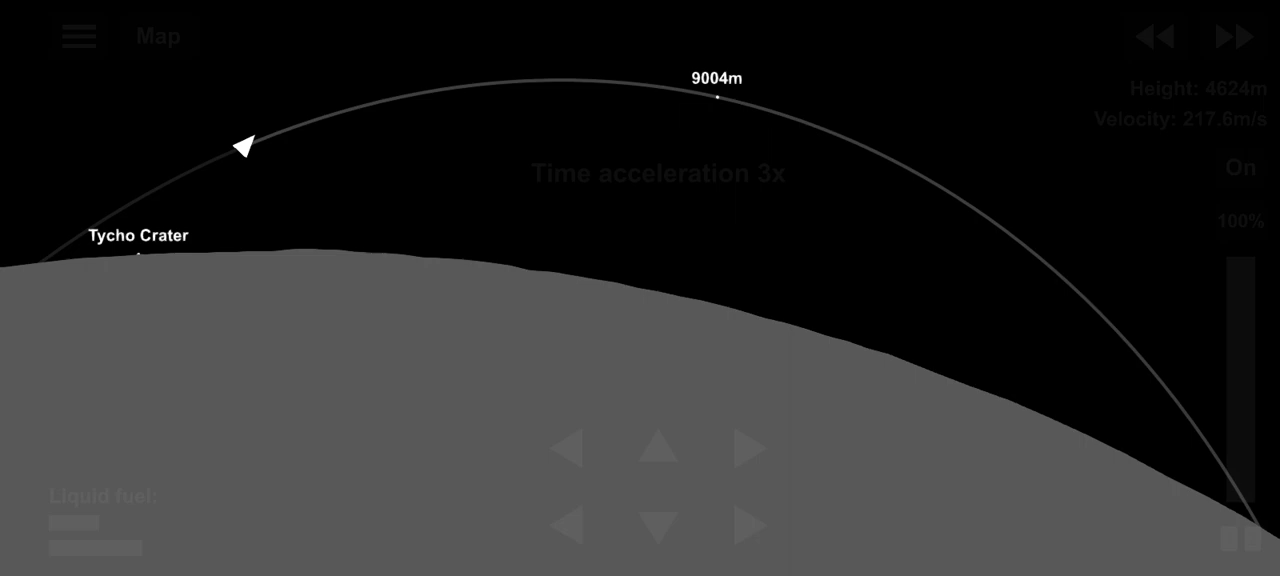 Map
9004m
Height: 4624m
Velocity: 217.6m/s
Time acceleration 3x
On
100%
Tycho Crater
Liquid fuel: